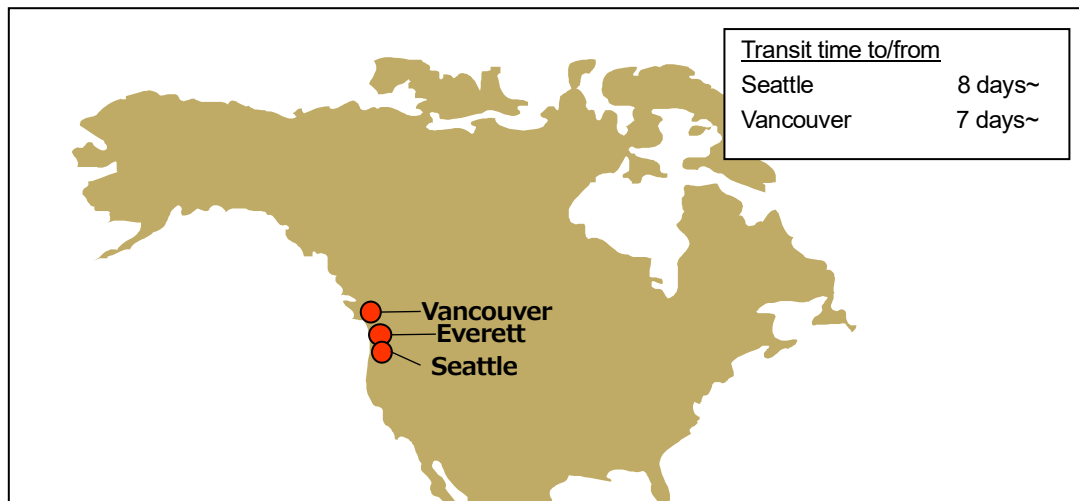 Transit time to/from
Seattle 8 days~
Vancouver 7 days~
Vancouver
Everett
Seattle